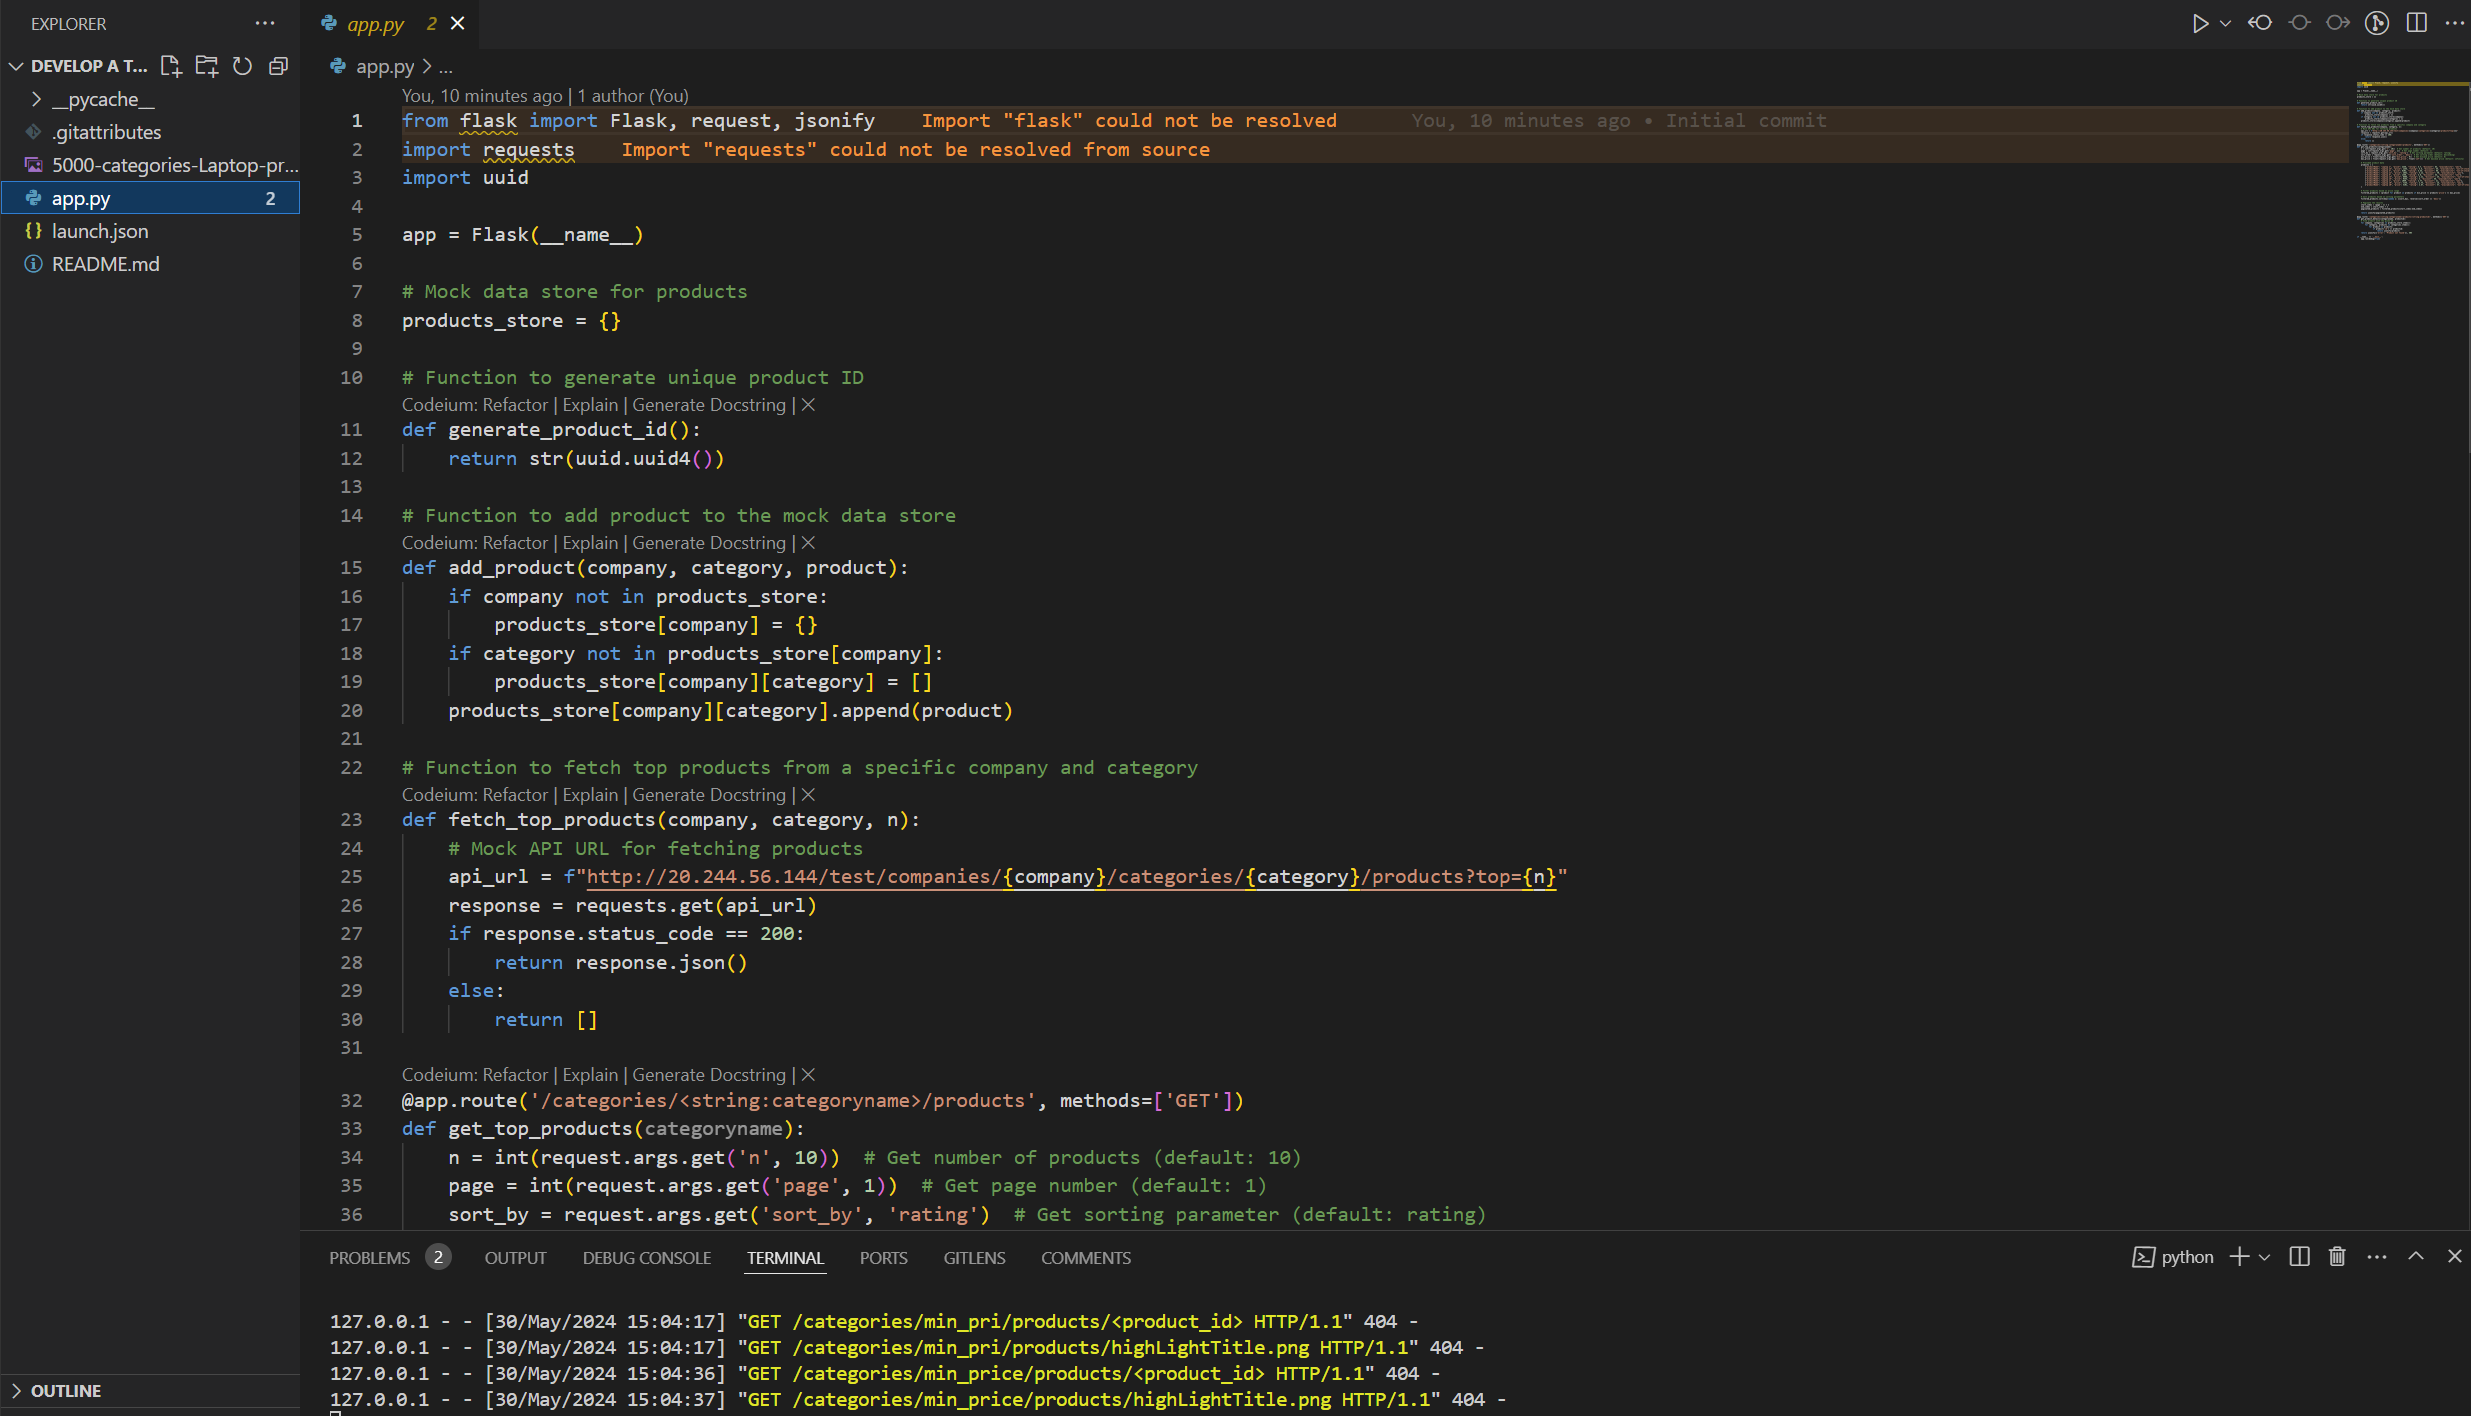 EXPLORER
DEVELOP A T...
__pycache__
.gitattributes
5000-categories-Laptop-pr...
app.py 2
launch.json
README.md
OUTLINE
app.py 2
app.py > ...
You, 10 minutes ago | 1 author (You)
1 from flask import Flask, request, jsonify Import "flask" could not be resolved You, 10 minutes ago • Initial commit
2 import requests Import "requests" could not be resolved from source
3 import uuid
4
5 app = Flask(__name__)
6
7 # Mock data store for products
8 products_store = {}
9
10 # Function to generate unique product ID
Codeium: Refactor | Explain | Generate Docstring | ×
11 def generate_product_id():
12 return str(uuid.uuid4())
13
14 # Function to add product to the mock data store
Codeium: Refactor | Explain | Generate Docstring | ×
15 def add_product(company, category, product):
16 if company not in products_store:
17 products_store[company] = {}
18 if category not in products_store[company]:
19 products_store[company][category] = []
20 products_store[company][category].append(product)
21
22 # Function to fetch top products from a specific company and category
Codeium: Refactor | Explain | Generate Docstring | ×
23 def fetch_top_products(company, category, n):
24 # Mock API URL for fetching products
25 api_url = f"http://20.244.56.144/test/companies/{company}/categories/{category}/products?top={n}"
26 response = requests.get(api_url)
27 if response.status_code == 200:
28 return response.json()
29 else:
30 return []
31
Codeium: Refactor | Explain | Generate Docstring | ×
32 @app.route('/categories/<string:categoryname>/products', methods=['GET'])
33 def get_top_products(categoryname):
34 n = int(request.args.get('n', 10)) # Get number of products (default: 10)
35 page = int(request.args.get('page', 1)) # Get page number (default: 1)
36 sort_by = request.args.get('sort_by', 'rating') # Get sorting parameter (default: rating)
PROBLEMS 2 OUTPUT DEBUG CONSOLE TERMINAL PORTS GITLENS COMMENTS python
127.0.0.1 - - [30/May/2024 15:04:17] "GET /categories/min_pri/products/<product_id> HTTP/1.1" 404 -
127.0.0.1 - - [30/May/2024 15:04:17] "GET /categories/min_pri/products/highLightTitle.png HTTP/1.1" 404 -
127.0.0.1 - - [30/May/2024 15:04:36] "GET /categories/min_price/products/<product_id> HTTP/1.1" 404 -
127.0.0.1 - - [30/May/2024 15:04:37] "GET /categories/min_price/products/highLightTitle.png HTTP/1.1" 404 -